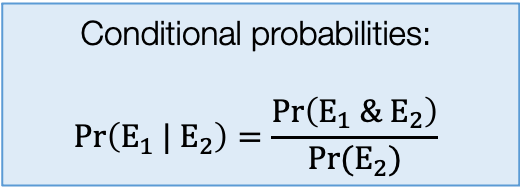 Conditional probabilities:
Pr(E₁ | E₂) = Pr(E₁ & E₂) / Pr(E₂)